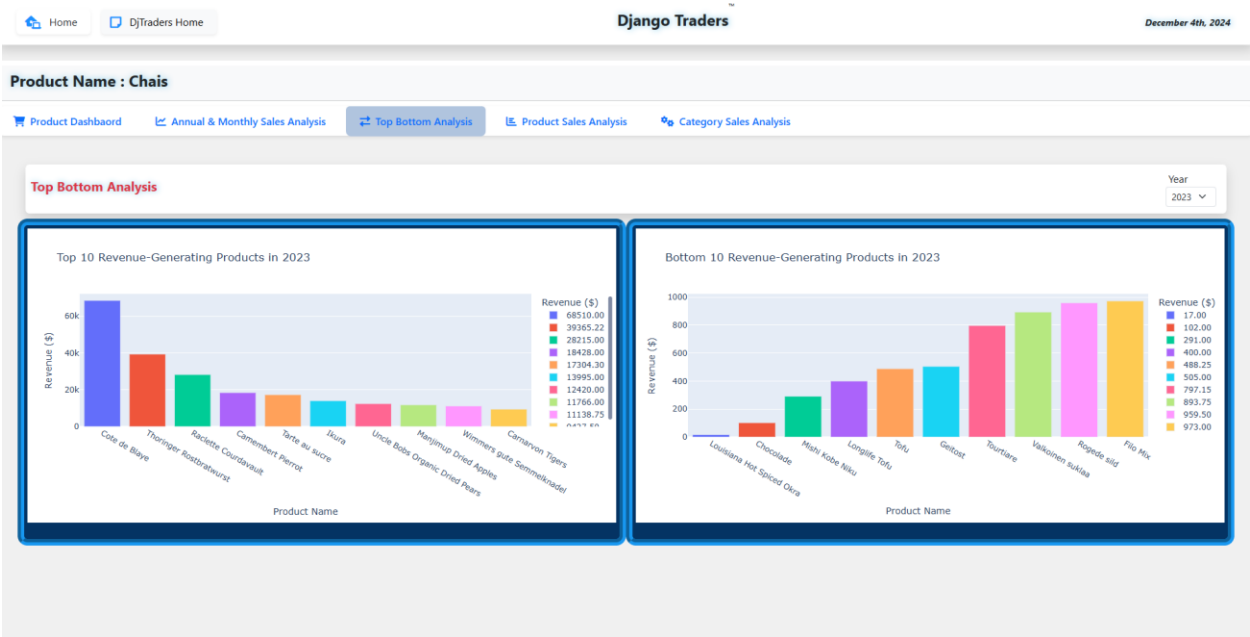 Home
DjTraders Home
Django Traders
™
December 4th, 2024
Product Name : Chais
Product Dashbaord
Annual & Monthly Sales Analysis
Top Bottom Analysis
Product Sales Analysis
Category Sales Analysis
Top Bottom Analysis
Year
2023
Top 10 Revenue-Generating Products in 2023
Revenue ($)
60k
40k
20k
0
Cote de Blaye
Thoringer Rostbratwurst
Raclette Courdavault
Camembert Pierrot
Tarte au sucre
Ikura
Uncle Bobs Organic Dried Pears
Manjimup Dried Apples
Wimmers gute Semmelknadel
Carnarvon Tigers
Product Name
Revenue ($)
68510.00
39365.22
28215.00
18428.00
17304.30
13995.00
12420.00
11766.00
11138.75
Bottom 10 Revenue-Generating Products in 2023
Revenue ($)
1000
800
600
400
200
0
Louisiana Hot Spiced Okra
Chocolade
Mishi Kobe Niku
Longlife Tofu
Tofu
Geitost
Tourtiare
Valkoinen suklaa
Rogede sild
Filo Mix
Product Name
Revenue ($)
17.00
102.00
291.00
400.00
488.25
505.00
797.15
893.75
959.50
973.00